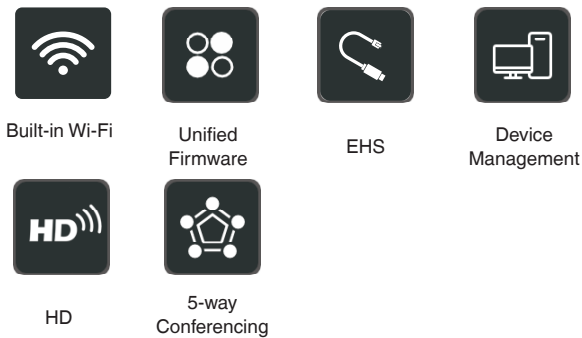 Built-in Wi-Fi
Unified
Firmware
EHS
Device
Management
HD
HD
5-way
Conferencing